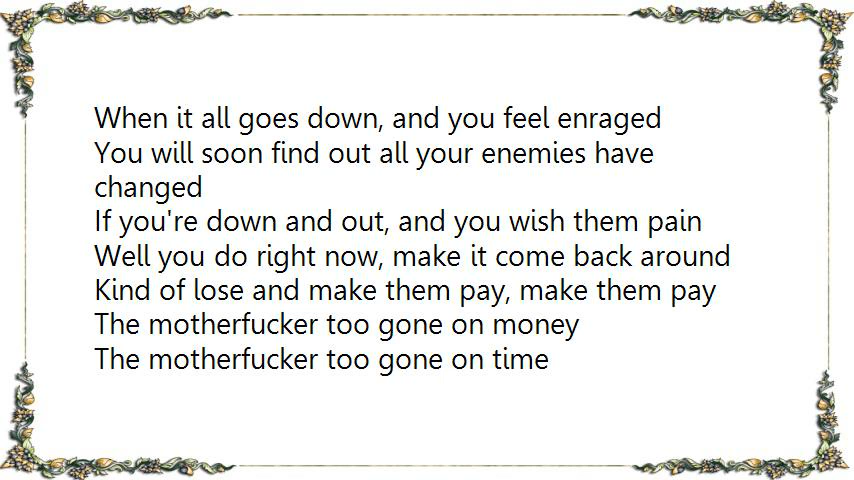 When it all goes down, and you feel enraged
You will soon find out all your enemies have
changed
If you're down and out, and you wish them pain
Well you do right now, make it come back around
Kind of lose and make them pay, make them pay
The motherfucker too gone on money
The motherfucker too gone on time